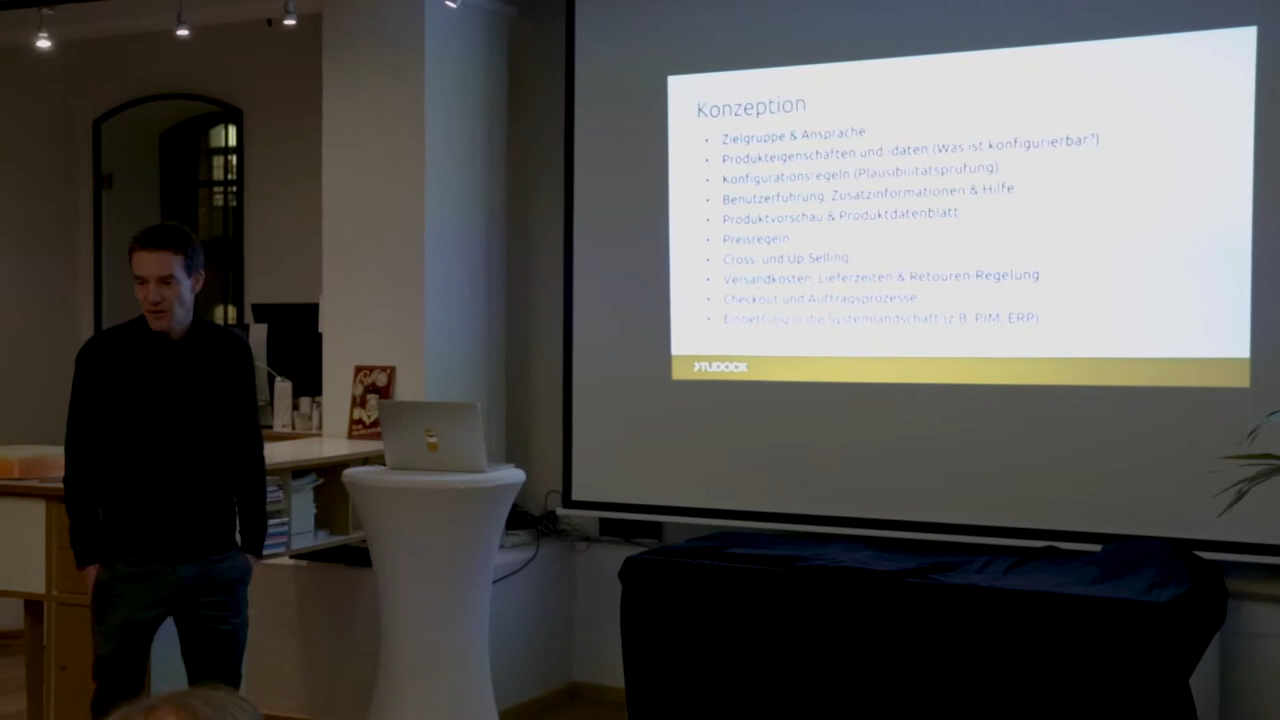 Konzeption
• Zielgruppe & Ansprache
• Produkteigenschaften und -daten (Was ist konfigurierbar?)
• Konfigurationsregeln (Plausibilitätsprüfung)
• Benutzerführung, Zusatzinformationen & Hilfe
• Produktvorschau & Produktdatenblatt
• Preisregeln
• Cross- und Up Selling
• Versandkosten, Lieferzeiten & Retouren-Regelung
• Checkout und Auftragsprozesse
• Einbettung in die Systemlandschaft (z.B. PIM, ERP)
TUDOCK